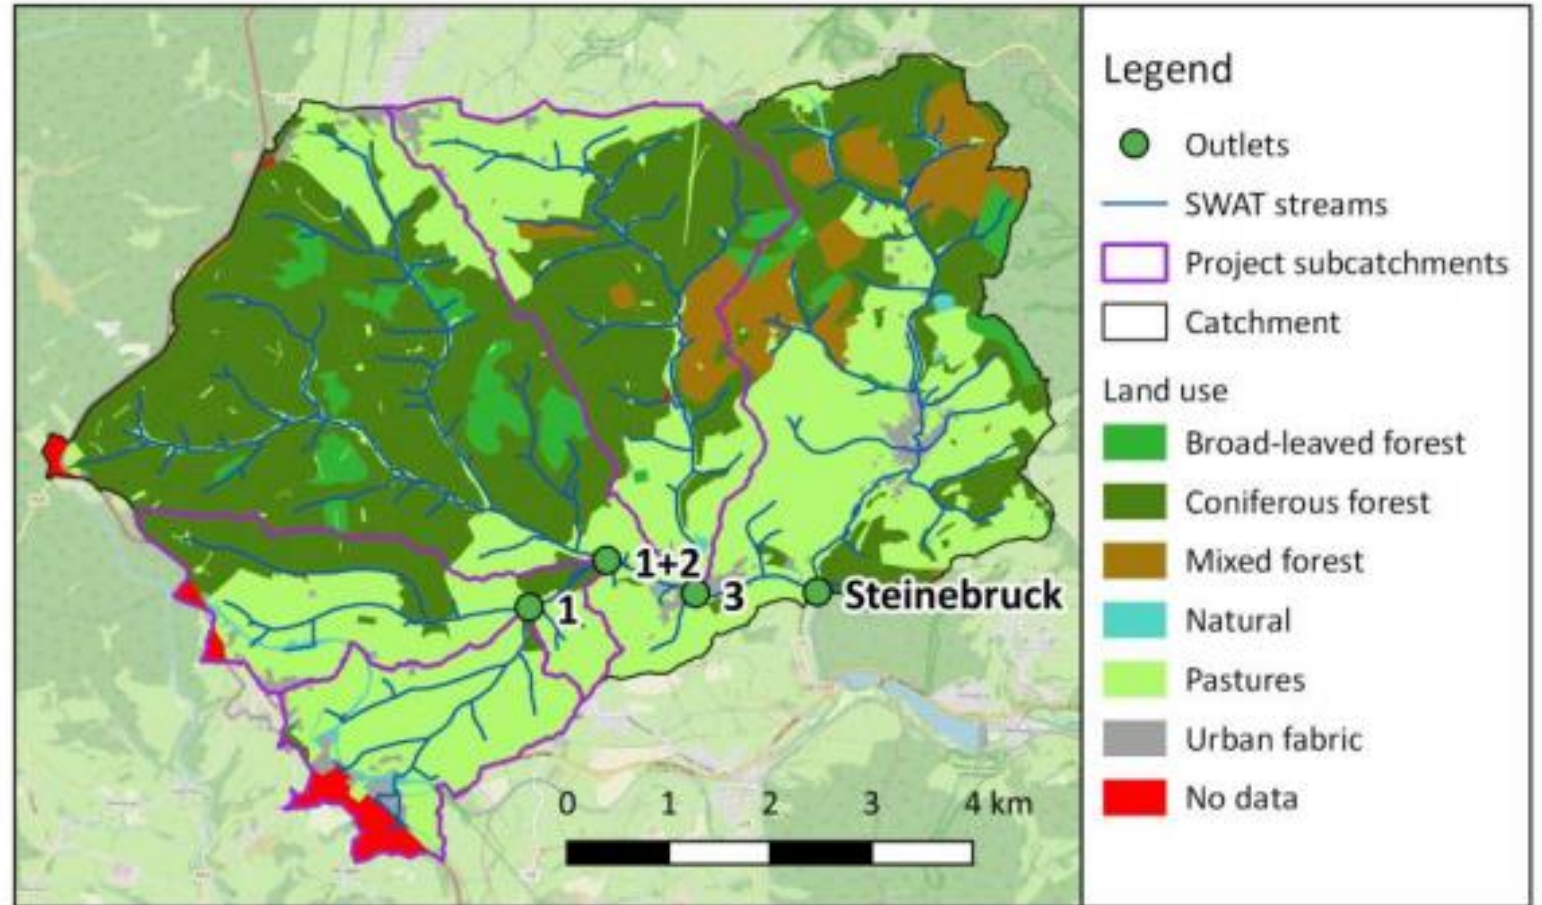 Legend
Outlets
SWAT streams
Project subcatchments
Catchment
Land use
Broad-leaved forest
Coniferous forest
Mixed forest
Natural
Pastures
Urban fabric
No data
1+2
3
Steinebruck
1
0 1 2 3 4 km